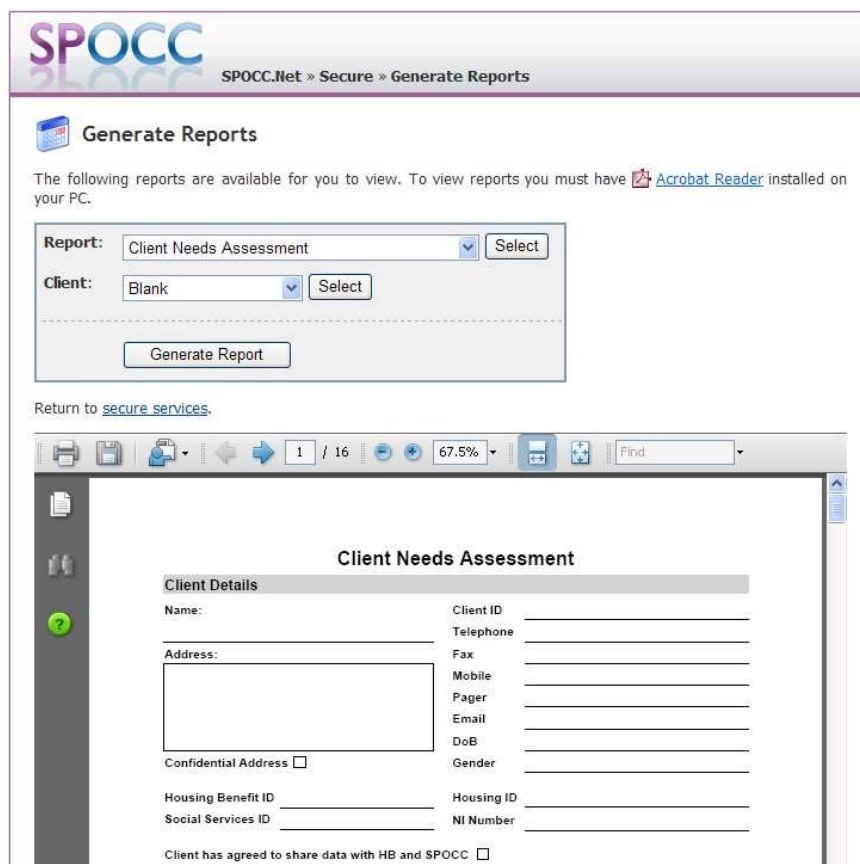 SPOCC
SPOCC.Net » Secure » Generate Reports
Generate Reports
The following reports are available for you to view. To view reports you must have Acrobat Reader installed on
your PC.
Report: Client Needs Assessment Select
Client: Blank Select
Generate Report
Return to secure services.
1 / 16 67.5% Find
?
Client Needs Assessment
Client Details
Name: Client ID
Telephone
Address: Fax
Mobile
Pager
Email
DoB
Confidential Address Gender
Housing Benefit ID Housing ID
Social Services ID NI Number
Client has agreed to share data with HB and SPOCC